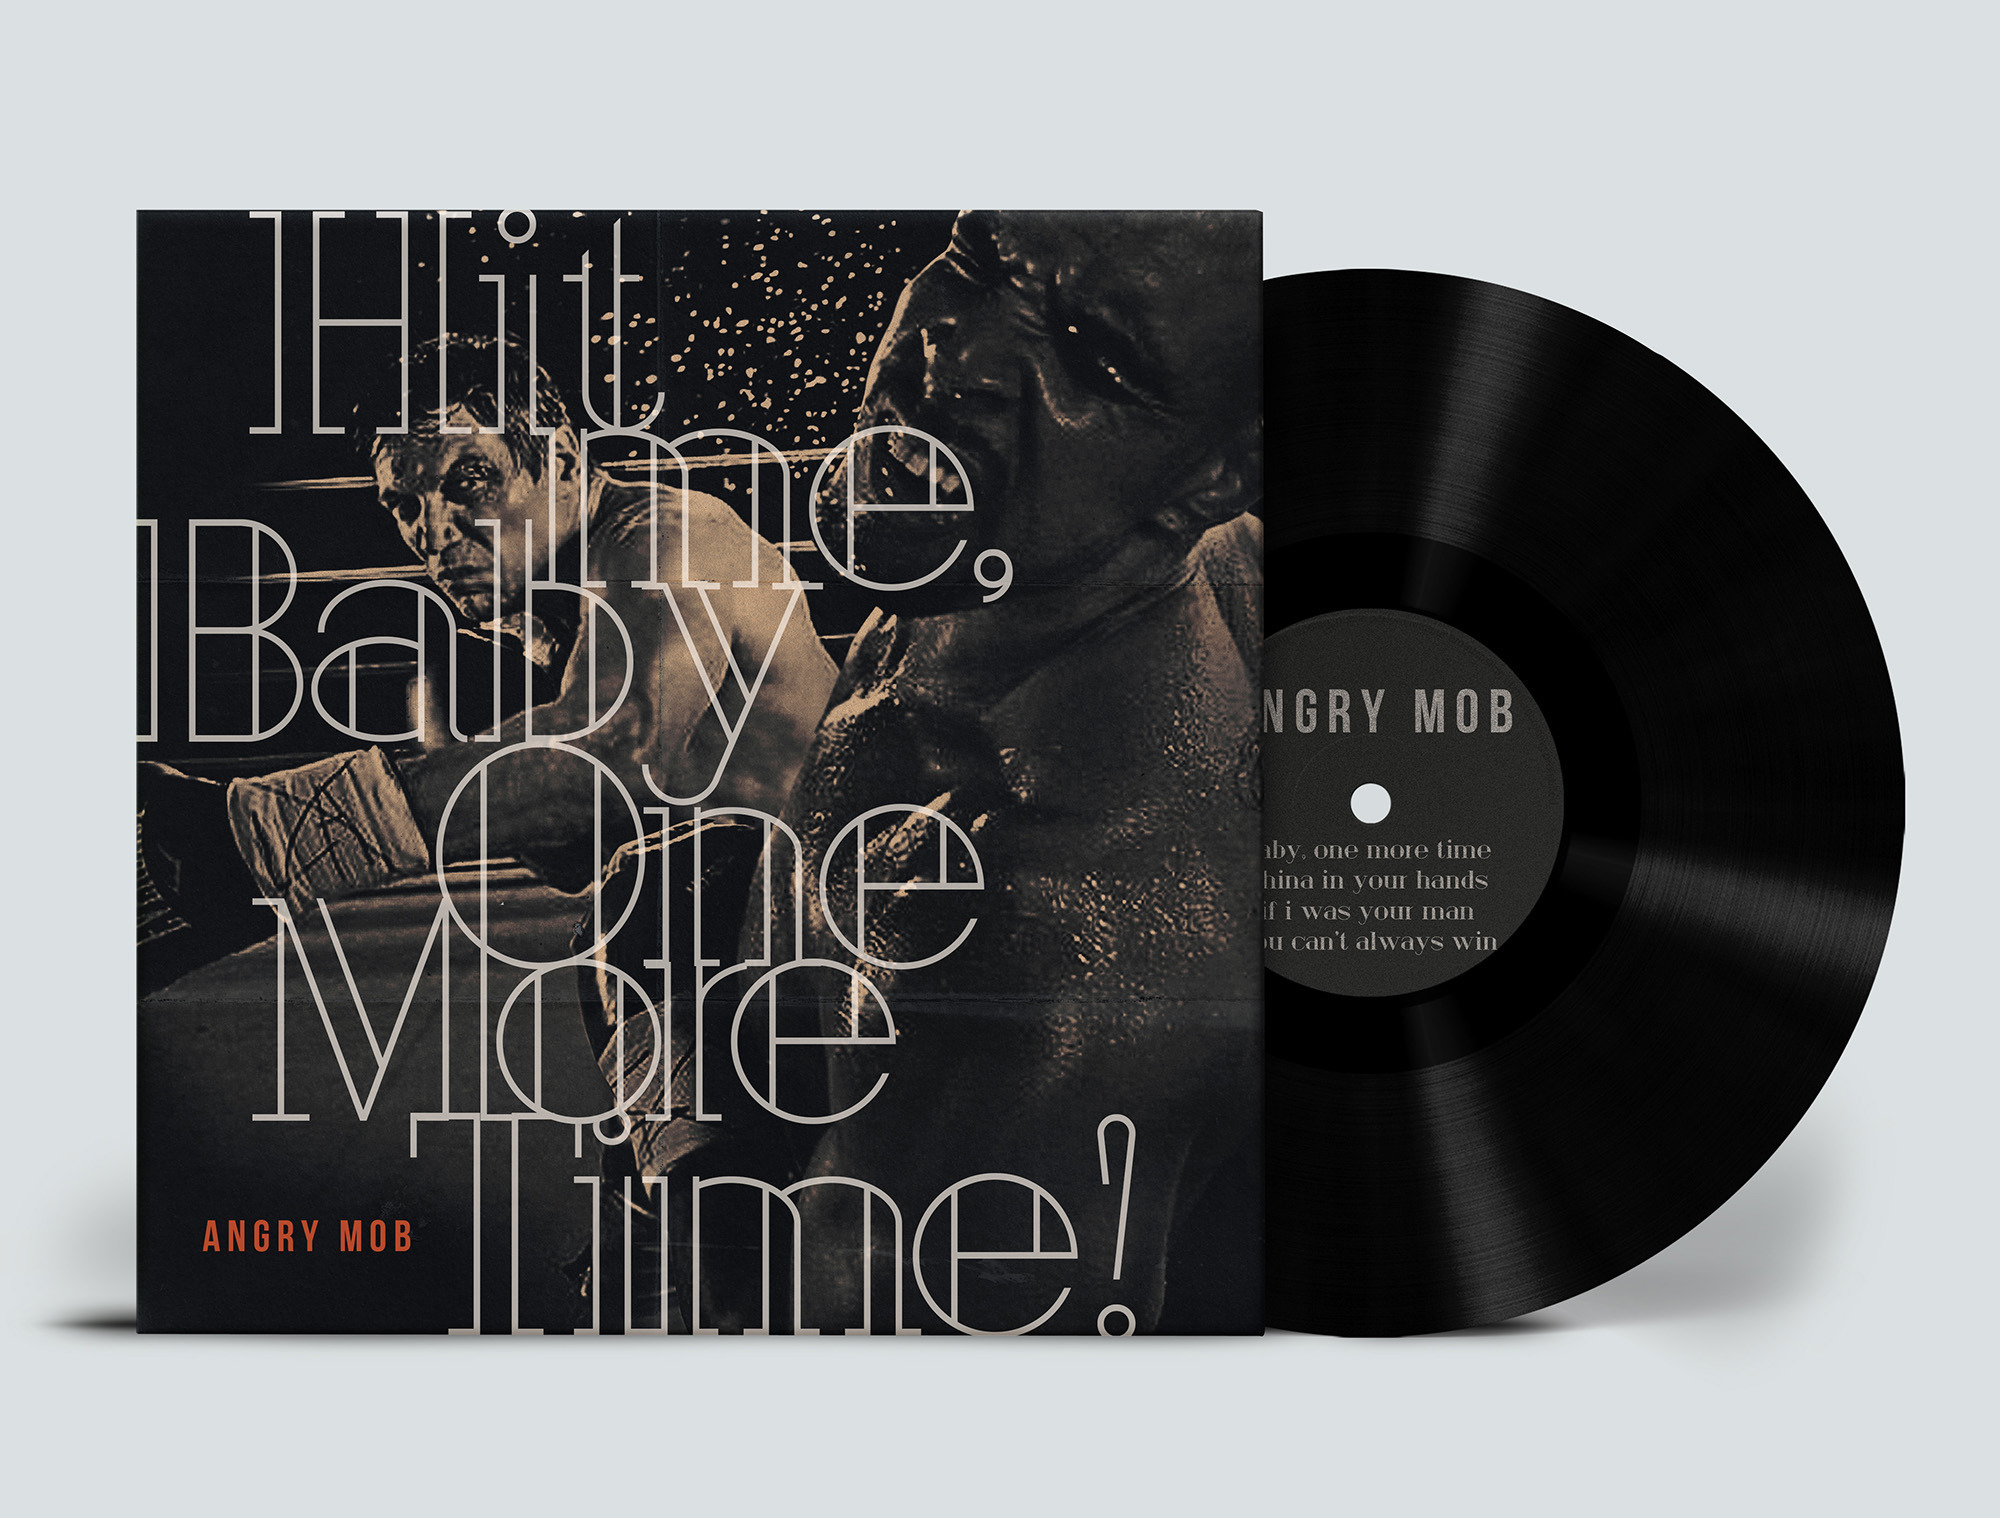 Hit
me,
Baby
One
More
Time!
ANGRY MOB
NGRY MOB
aby, one more time
hina in your hands
if i was your man
ou can't always win